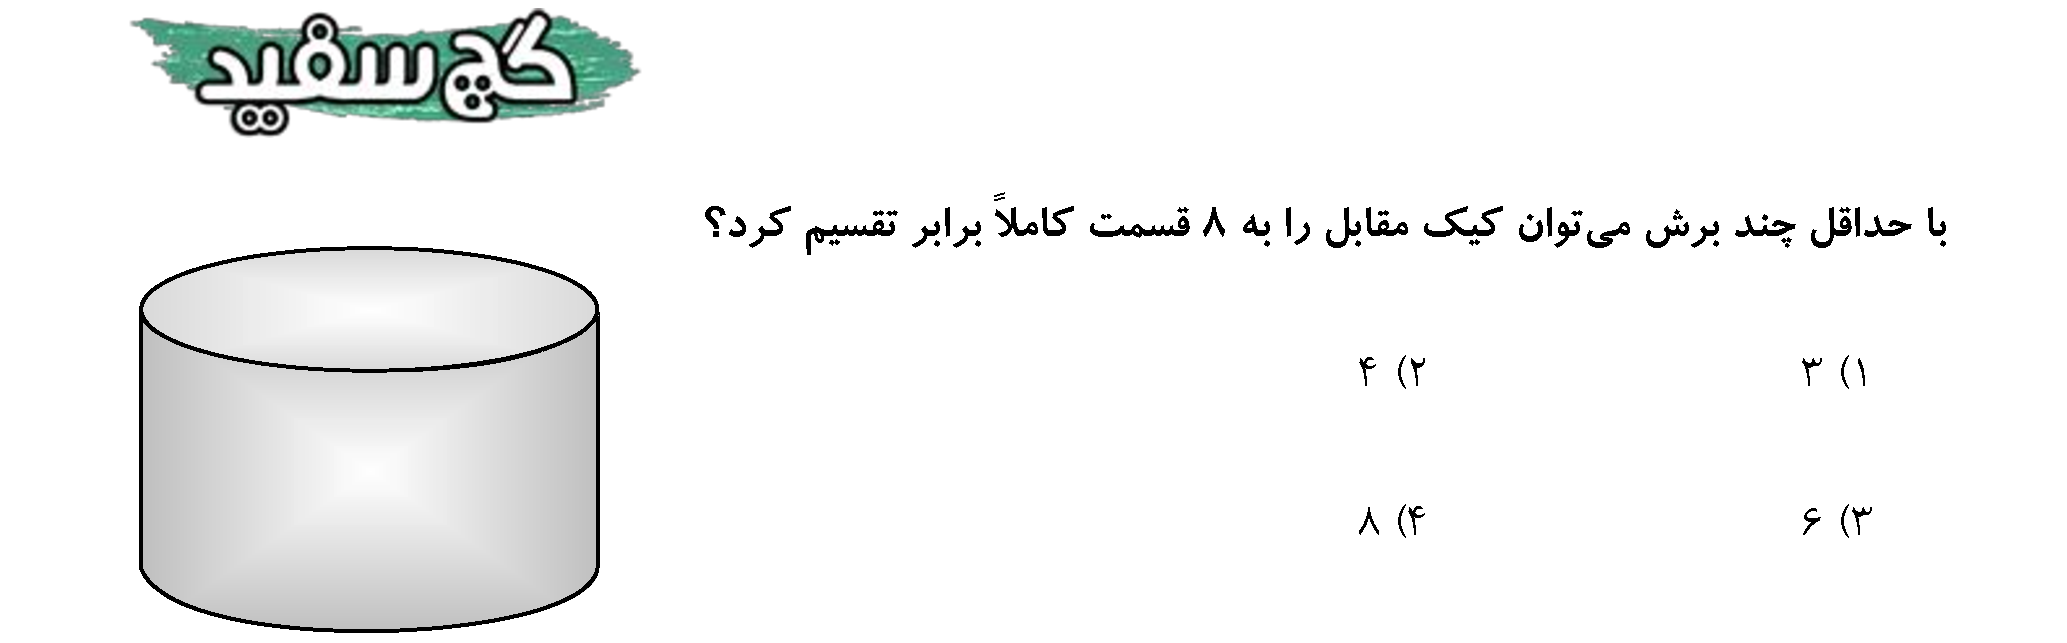 گچ سفید
با حداقل چند برش می‌توان کیک مقابل را به ۸ قسمت کاملاً برابر تقسیم کرد؟
۱) ۳ ۲) ۴
۳) ۶ ۴) ۸